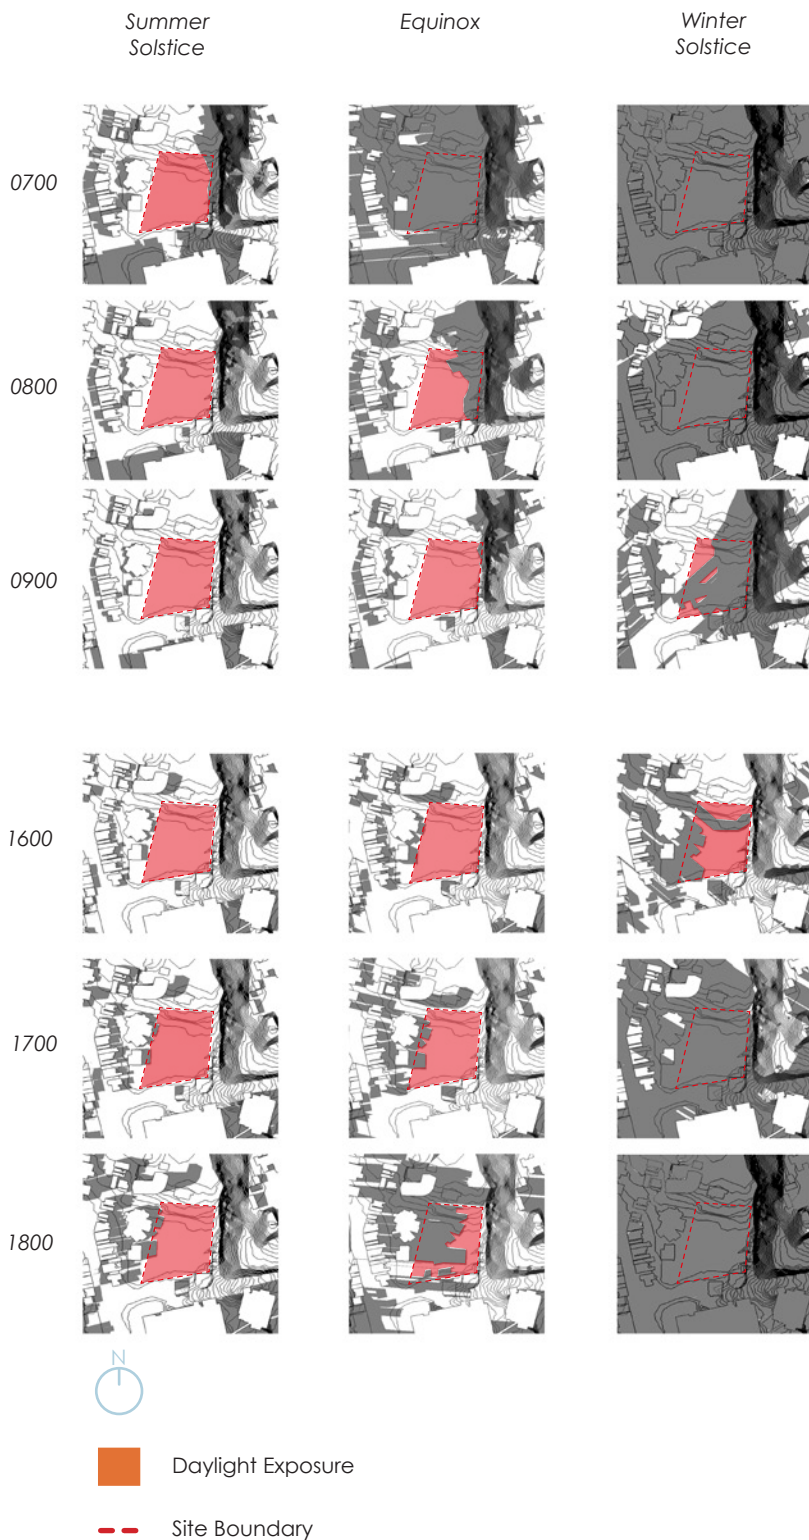 Summer
Solstice
Equinox
Winter
Solstice
0700
0800
0900
1600
1700
1800
N
Daylight Exposure
Site Boundary